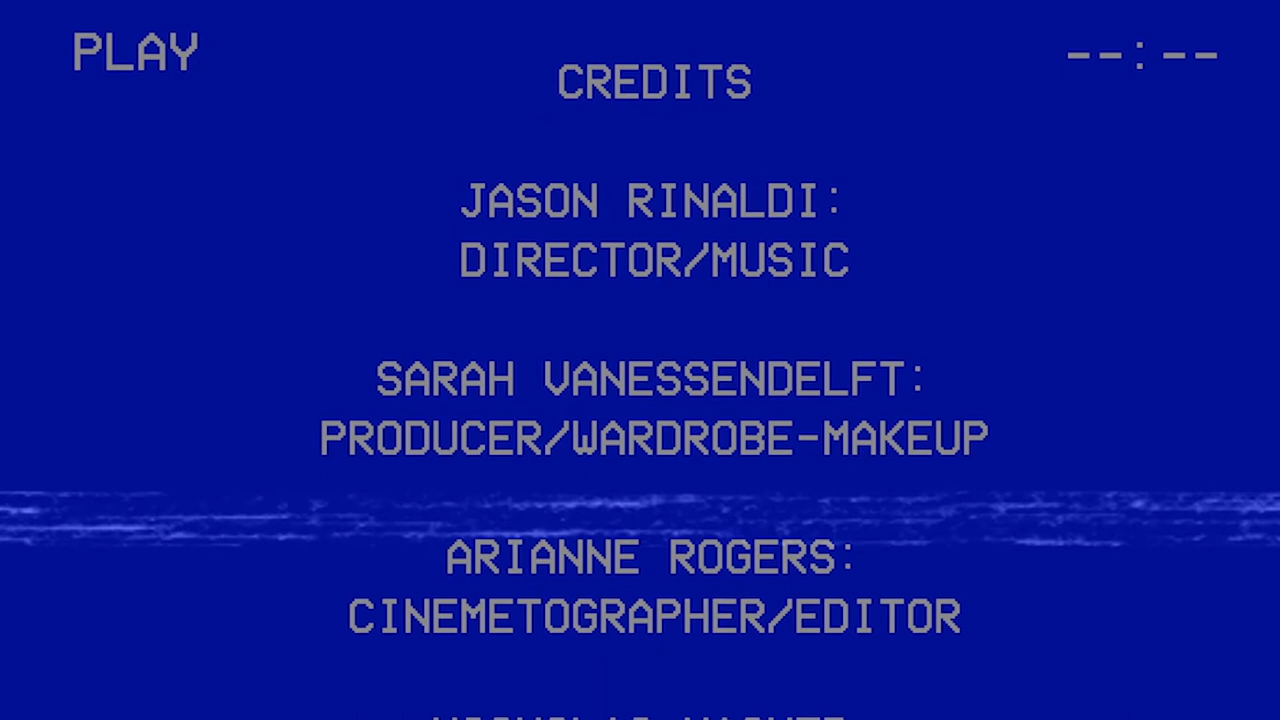 PLAY
--:--
CREDITS
JASON RINALDI:
DIRECTOR/MUSIC
SARAH VANESSENDELFT:
PRODUCER/WARDROBE-MAKEUP
ARIANNE ROGERS:
CINEMETOGRAPHER/EDITOR